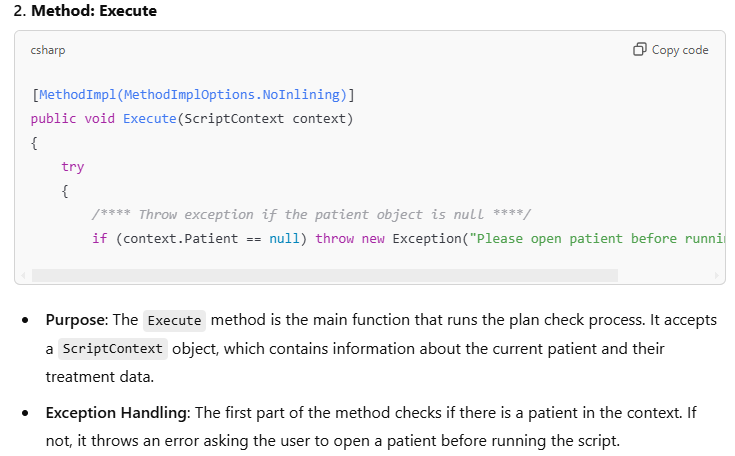 2. Method: Execute
csharp
Copy code
[MethodImpl(MethodImplOptions.NoInlining)]
public void Execute(ScriptContext context)
{
try
{
/**** Throw exception if the patient object is null ****/
if (context.Patient == null) throw new Exception("Please open patient before runni
Purpose: The Execute method is the main function that runs the plan check process. It accepts
a ScriptContext object, which contains information about the current patient and their
treatment data.
Exception Handling: The first part of the method checks if there is a patient in the context. If
not, it throws an error asking the user to open a patient before running the script.